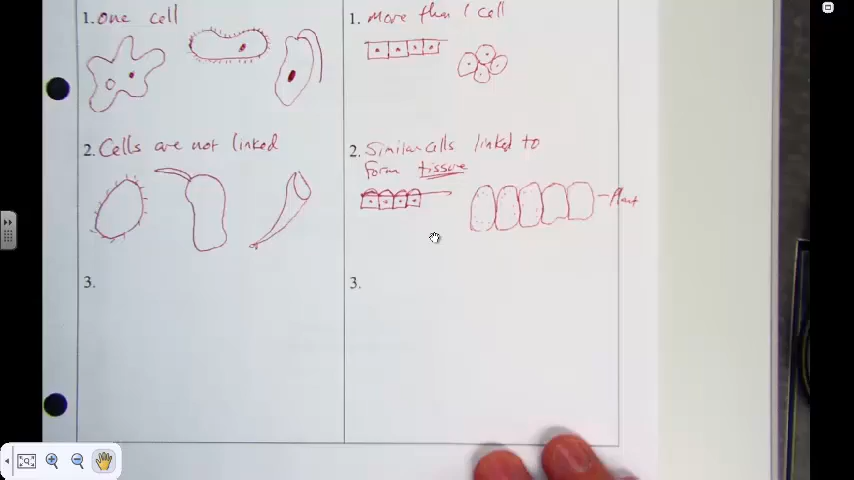 1. One cell
1. More than 1 cell
2. Cells are not linked
2. Similar cells linked to
form tissue
- Plant
3.
3.